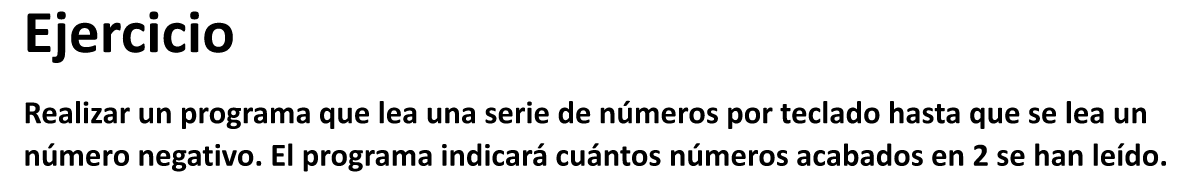 Ejercicio
Realizar un programa que lea una serie de números por teclado hasta que se lea un
número negativo. El programa indicará cuántos números acabados en 2 se han leído.